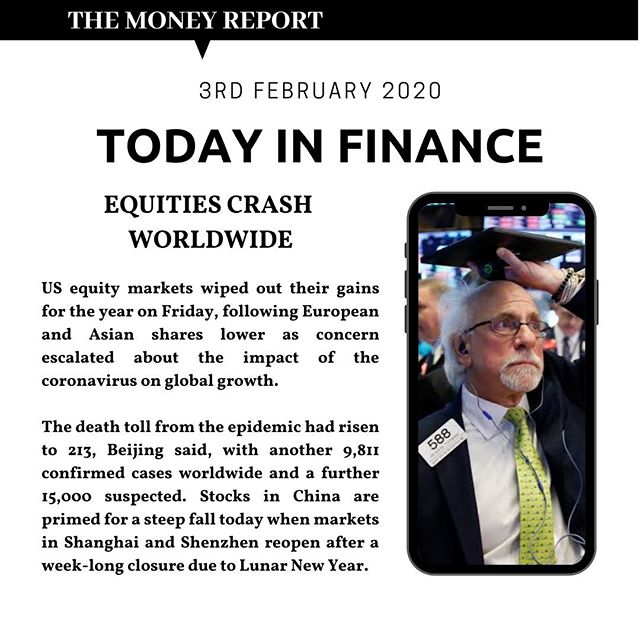 THE MONEY REPORT
3RD FEBRUARY 2020
TODAY IN FINANCE
EQUITIES CRASH
WORLDWIDE
US equity markets wiped out their gains
for the year on Friday, following European
and Asian shares lower as concern
escalated about the impact of the
coronavirus on global growth.
The death toll from the epidemic had risen
to 213, Beijing said, with another 9,811
confirmed cases worldwide and a further
15,000 suspected. Stocks in China are
primed for a steep fall today when markets
in Shanghai and Shenzhen reopen after a
week-long closure due to Lunar New Year.
588